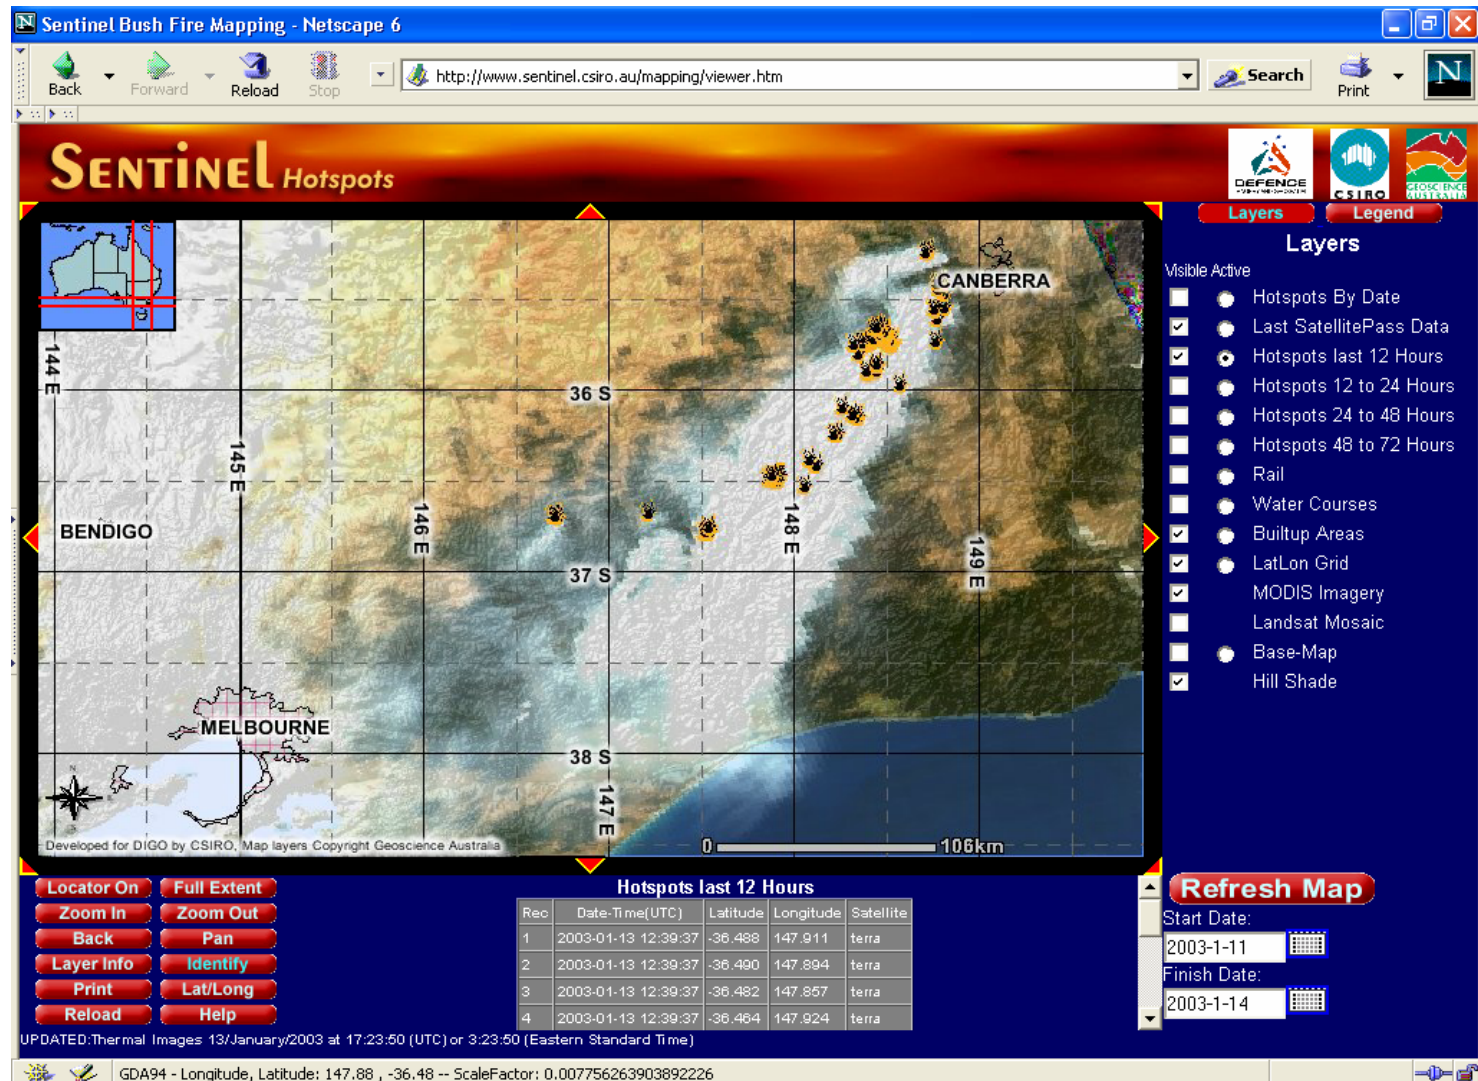 Sentinel Bush Fire Mapping - Netscape 6
Back
Forward
Reload
Stop
http://www.sentinel.csiro.au/mapping/viewer.htm
Search
Print
N
SENTINEL Hotspots
DEFENCE
CSIRO
GEOSCIENCE
AUSTRALIA
Layers
Legend
Layers
Visible Active
Hotspots By Date
Last SatellitePass Data
Hotspots last 12 Hours
Hotspots 12 to 24 Hours
Hotspots 24 to 48 Hours
Hotspots 48 to 72 Hours
Rail
Water Courses
Builtup Areas
LatLon Grid
MODIS Imagery
Landsat Mosaic
Base-Map
Hill Shade
CANBERRA
144 E
36 S
145 E
BENDIGO
146 E
148 E
149 E
37 S
MELBOURNE
38 S
147 E
N
Developed for DIGO by CSIRO, Map layers Copyright Geoscience Australia
0 106km
Locator On Full Extent
Zoom In Zoom Out
Back Pan
Layer Info Identify
Print Lat/Long
Reload Help
Hotspots last 12 Hours
Rec Date-Time(UTC) Latitude Longitude Satellite
1 2003-01-13 12:39:37 -36.488 147.911 terra
2 2003-01-13 12:39:37 -36.490 147.894 terra
3 2003-01-13 12:39:37 -36.482 147.857 terra
4 2003-01-13 12:39:37 -36.464 147.924 terra
Refresh Map
Start Date:
2003-1-11
Finish Date:
2003-1-14
UPDATED:Thermal Images 13/January/2003 at 17:23:50 (UTC) or 3:23:50 (Eastern Standard Time)
GDA94 - Longitude, Latitude: 147.88 , -36.48 -- ScaleFactor: 0.007756263903892226